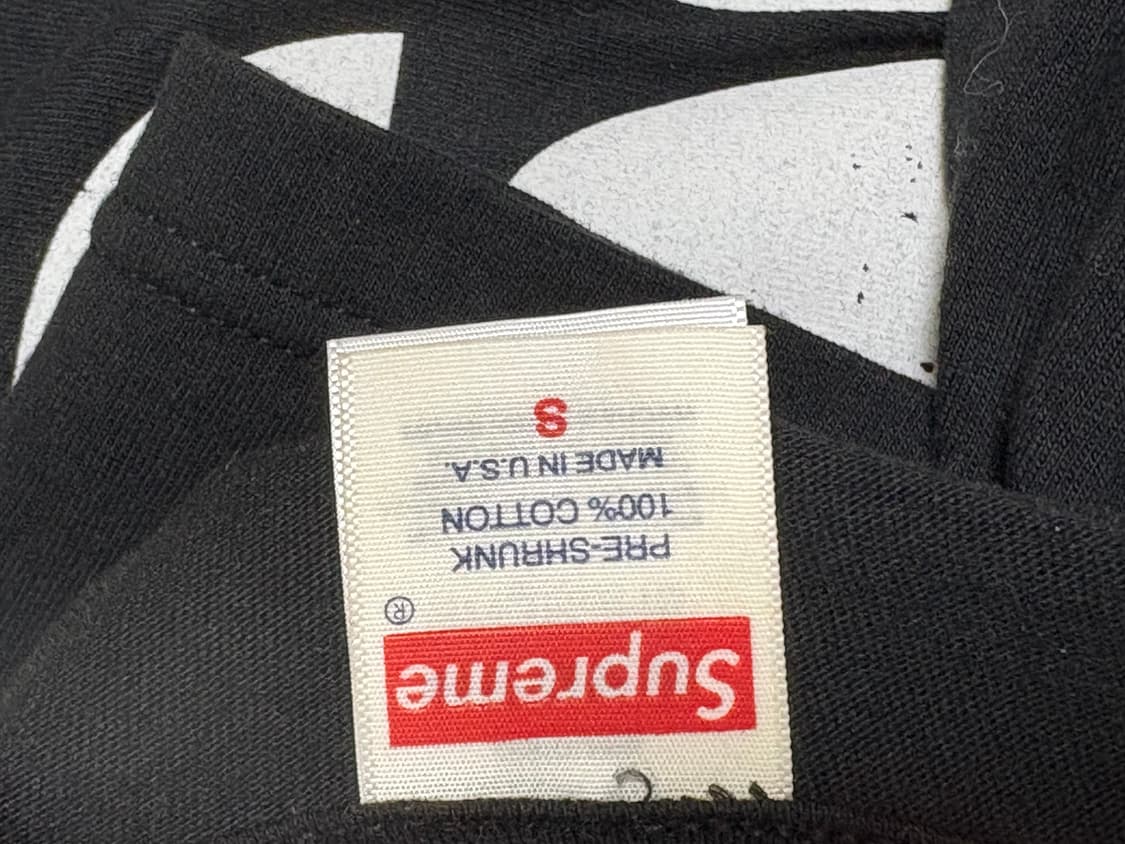 Supreme
®
PRE-SHRUNK
100% COTTON
MADE IN U.S.A.
S